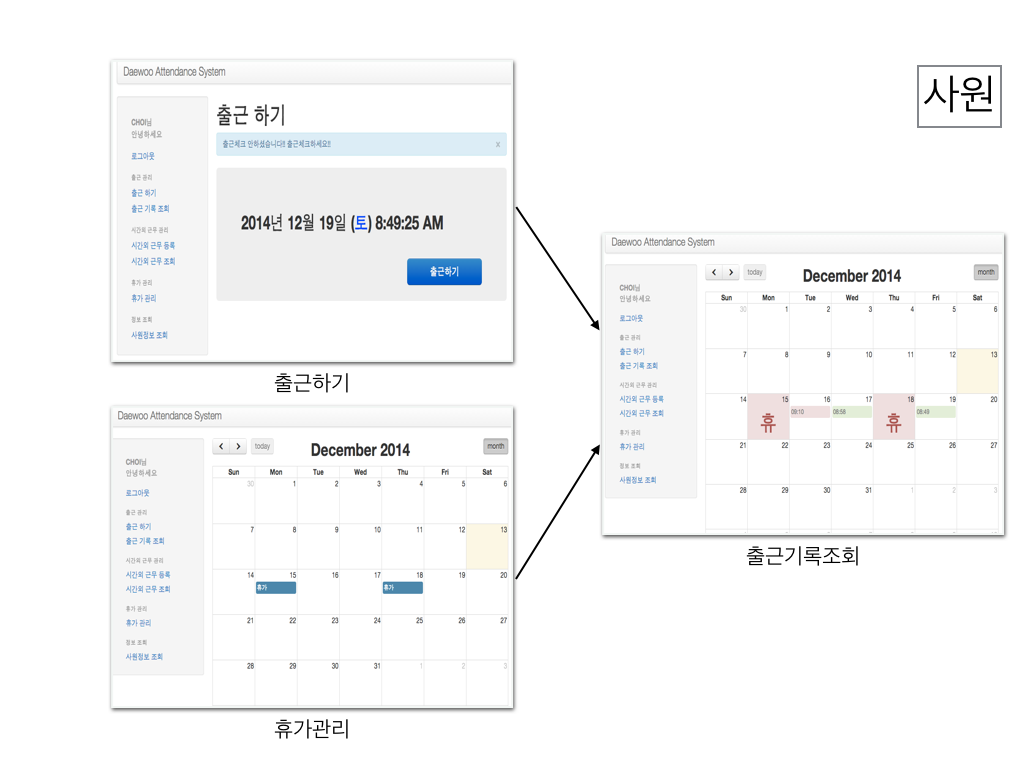 사원
Daewoo Attendance System
CHOI님
안녕하세요
로그아웃
출근 관리
출근 하기
출근 기록 조회
시간외 근무 관리
시간외 근무 등록
시간외 근무 조회
휴가 관리
휴가 관리
정보 조회
사원정보 조회
출근 하기
출근체크 안하셨습니다!! 출근체크하세요!! x
2014년 12월 19일 (토) 8:49:25 AM
출근하기
출근하기
Daewoo Attendance System
CHOI님
안녕하세요
로그아웃
출근 관리
출근 하기
출근 기록 조회
시간외 근무 관리
시간외 근무 등록
시간외 근무 조회
휴가 관리
휴가 관리
정보 조회
사원정보 조회
< > today December 2014 month
Sun Mon Tue Wed Thu Fri Sat
30 1 2 3 4 5 6
7 8 9 10 11 12 13
14 15 16 17 18 19 20
휴가 휴가
21 22 23 24 25 26 27
28 29 30 31 1 2 3
휴가관리
Daewoo Attendance System
CHOI님
안녕하세요
로그아웃
출근 관리
출근 하기
출근 기록 조회
시간외 근무 관리
시간외 근무 등록
시간외 근무 조회
휴가 관리
휴가 관리
정보 조회
사원정보 조회
< > today December 2014 month
Sun Mon Tue Wed Thu Fri Sat
30 1 2 3 4 5 6
7 8 9 10 11 12 13
14 15 16 17 18 19 20
휴 09:10 08:58 휴 08:49
21 22 23 24 25 26 27
28 29 30 31 1 2 3
출근기록조회